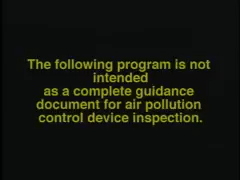 The following program is not
intended
as a complete guidance
document for air pollution
control device inspection.